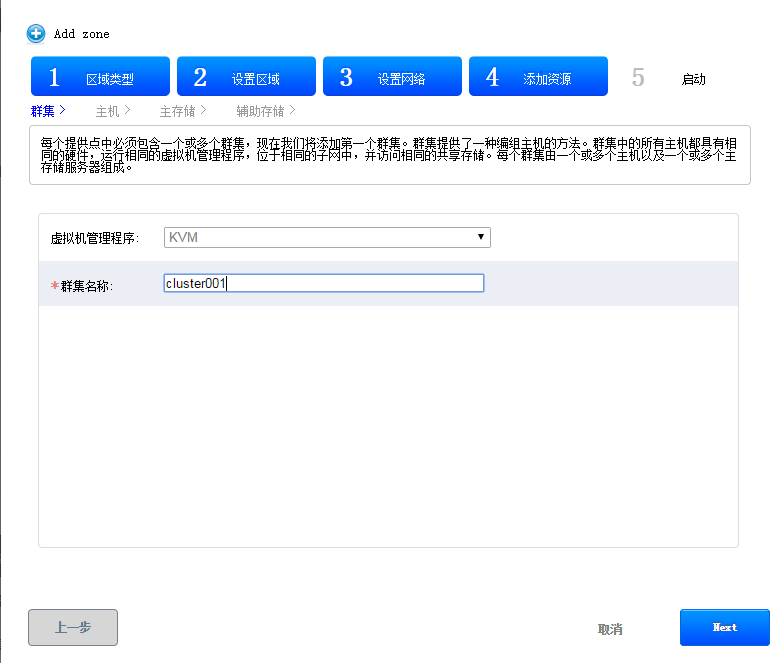 Add zone
1 区域类型 2 设置区域 3 设置网络 4 添加资源 5 启动
群集 > 主机 > 主存储 > 辅助存储 >
每个提供点中必须包含一个或多个群集，现在我们将添加第一个群集。群集提供了一种编组主机的方法。群集中的所有主机都具有相
同的硬件，运行相同的虚拟机管理程序，位于相同的子网中，并访问相同的共享存储。每个群集由一个或多个主机以及一个或多个主
存储服务器组成。
虚拟机管理程序: KVM
*群集名称: cluster001
上一步 取消 Next